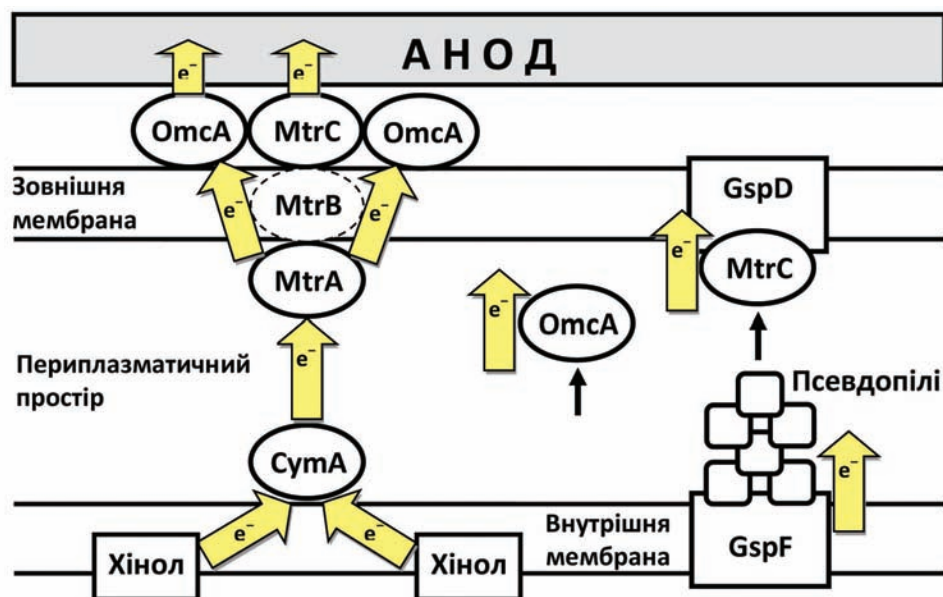 А Н О Д
e⁻
e⁻
OmcA
MtrC
OmcA
Зовнішня
мембрана
MtrB
e⁻
e⁻
GspD
e⁻
MtrC
MtrA
e⁻
OmcA
Периплазматичний
простір
e⁻
Псевдопілі
CymA
e⁻
e⁻
e⁻
Внутрішня
мембрана
GspF
Хінол
Хінол